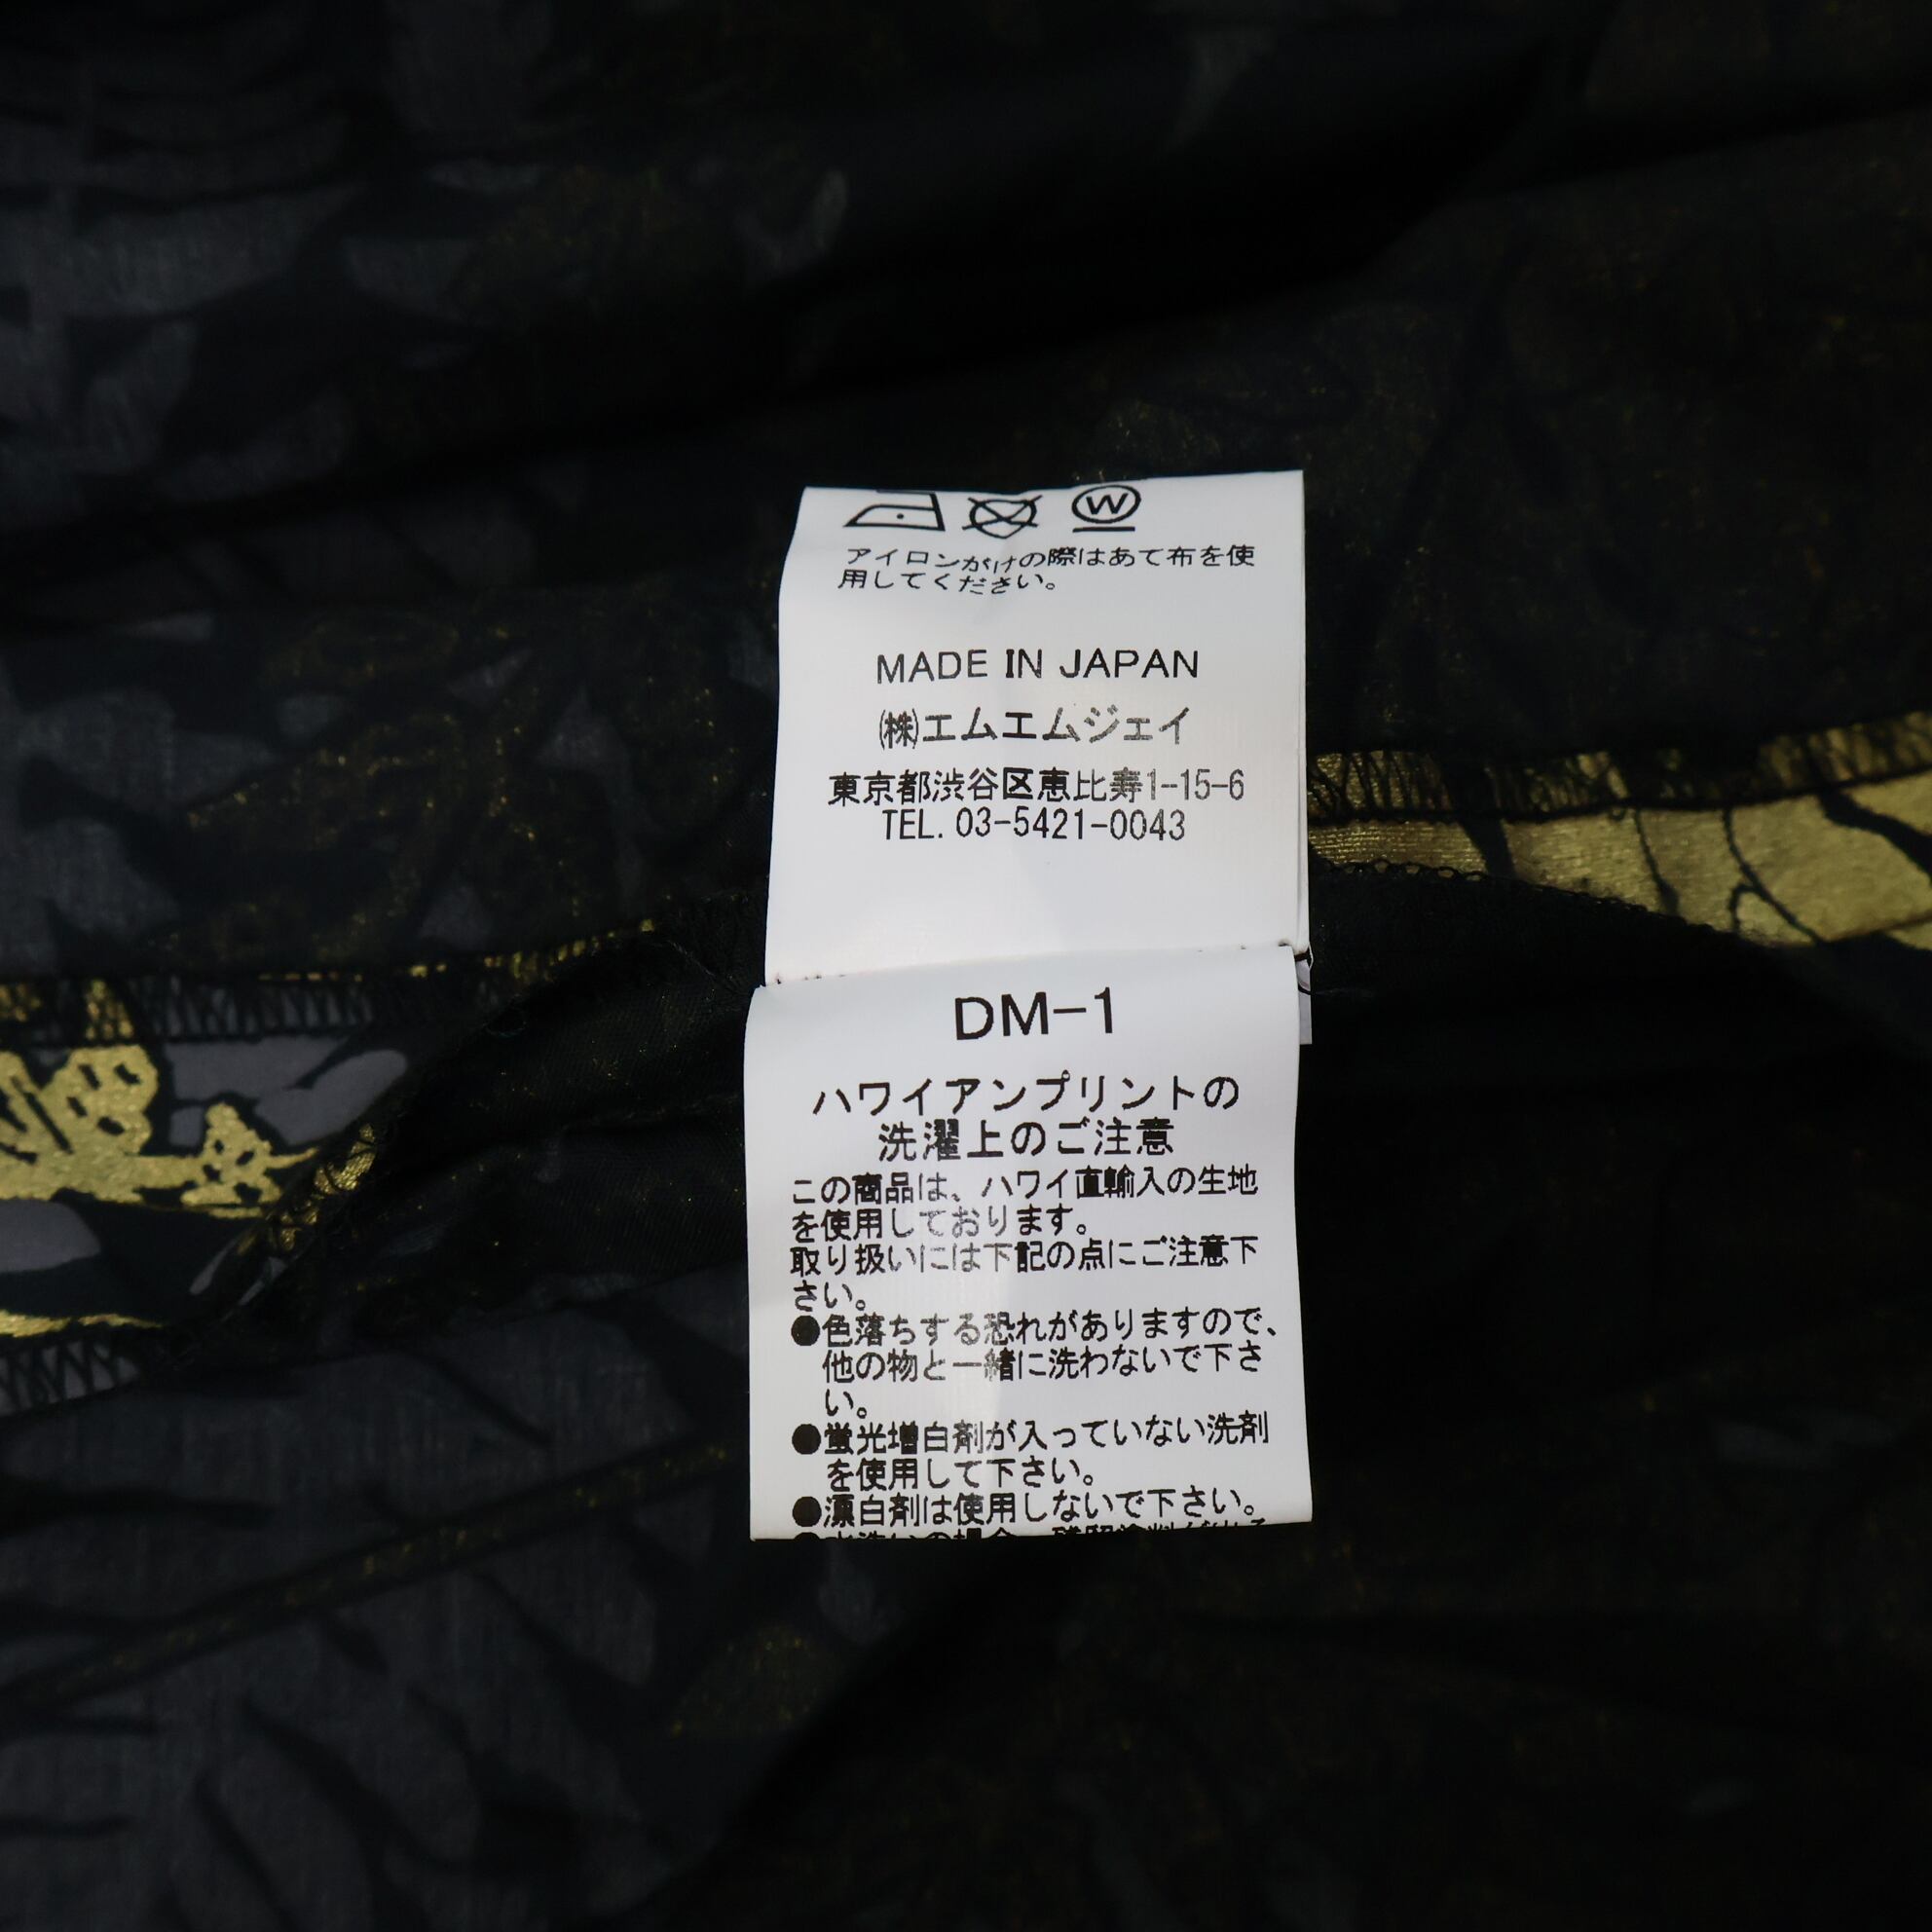 W
アイロンがけの際はあて布を使
用してください。
MADE IN JAPAN
㈱エムエムジェイ
東京都渋谷区恵比寿1-15-6
TEL. 03-5421-0043
DM-1
ハワイアンプリントの
洗濯上のご注意
この商品は、ハワイ直輸入の生地
を使用しております。
取り扱いには下記の点にご注意下
さい。
●色落ちする恐れがありますので、
他の物と一緒に洗わないで下さ
い。
●蛍光増白剤が入っていない洗剤
を使用して下さい。
●漂白剤は使用しないで下さい。